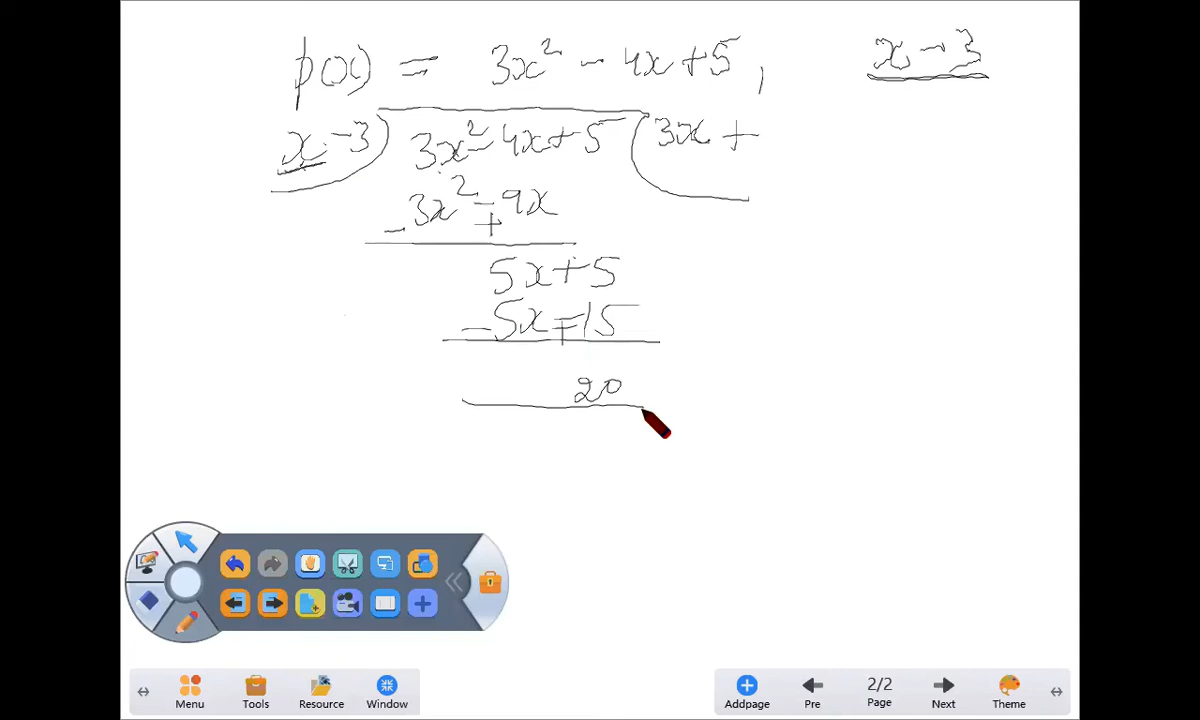 p(x) = 3x² - 4x + 5, x - 3
x - 3 ) 3x² - 4x + 5 ( 3x +
3x² - 9x
- +
5x + 5
- 5x - 15
+
20
Menu Tools Resource Window Addpage Pre 2/2 Page Next Theme